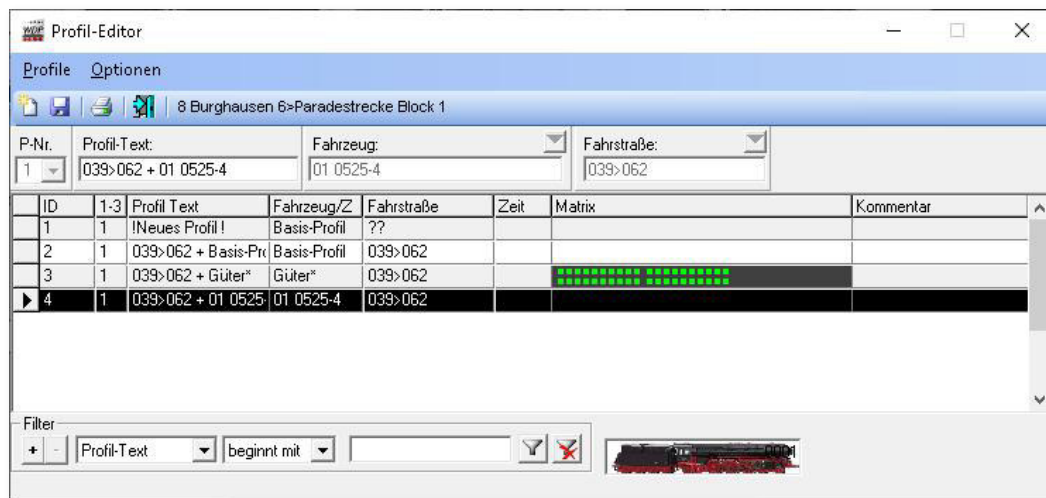 WDP Profil-Editor
Profile Optionen
8 Burghausen 6>Paradestrecke Block 1
P-Nr. Profil-Text: Fahrzeug: Fahrstraße:
1 039>062 + 01 0525-4 01 0525-4 039>062
ID 1-3 Profil Text Fahrzeug/Z Fahrstraße Zeit Matrix Kommentar
1 1 !Neues Profil ! Basis-Profil ??
2 1 039>062 + Basis-Pro Basis-Profil 039>062
3 1 039>062 + Güter* Güter* 039>062
4 1 039>062 + 01 0525- 01 0525-4 039>062
Filter
+ - Profil-Text beginnt mit